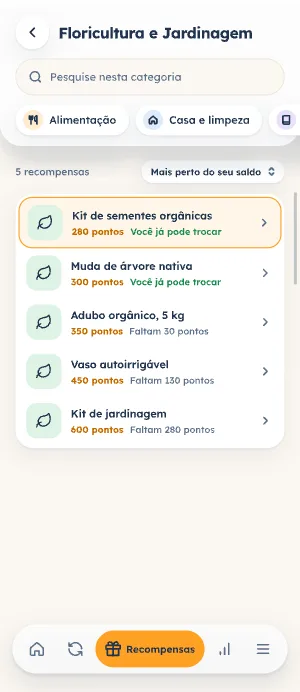 Floricultura e Jardinagem
Pesquise nesta categoria
Alimentação
Casa e limpeza
5 recompensas
Mais perto do seu saldo
Kit de sementes orgânicas
280 pontos Você já pode trocar
Muda de árvore nativa
300 pontos Você já pode trocar
Adubo orgânico, 5 kg
350 pontos Faltam 30 pontos
Vaso autoirrigável
450 pontos Faltam 130 pontos
Kit de jardinagem
600 pontos Faltam 280 pontos
Recompensas